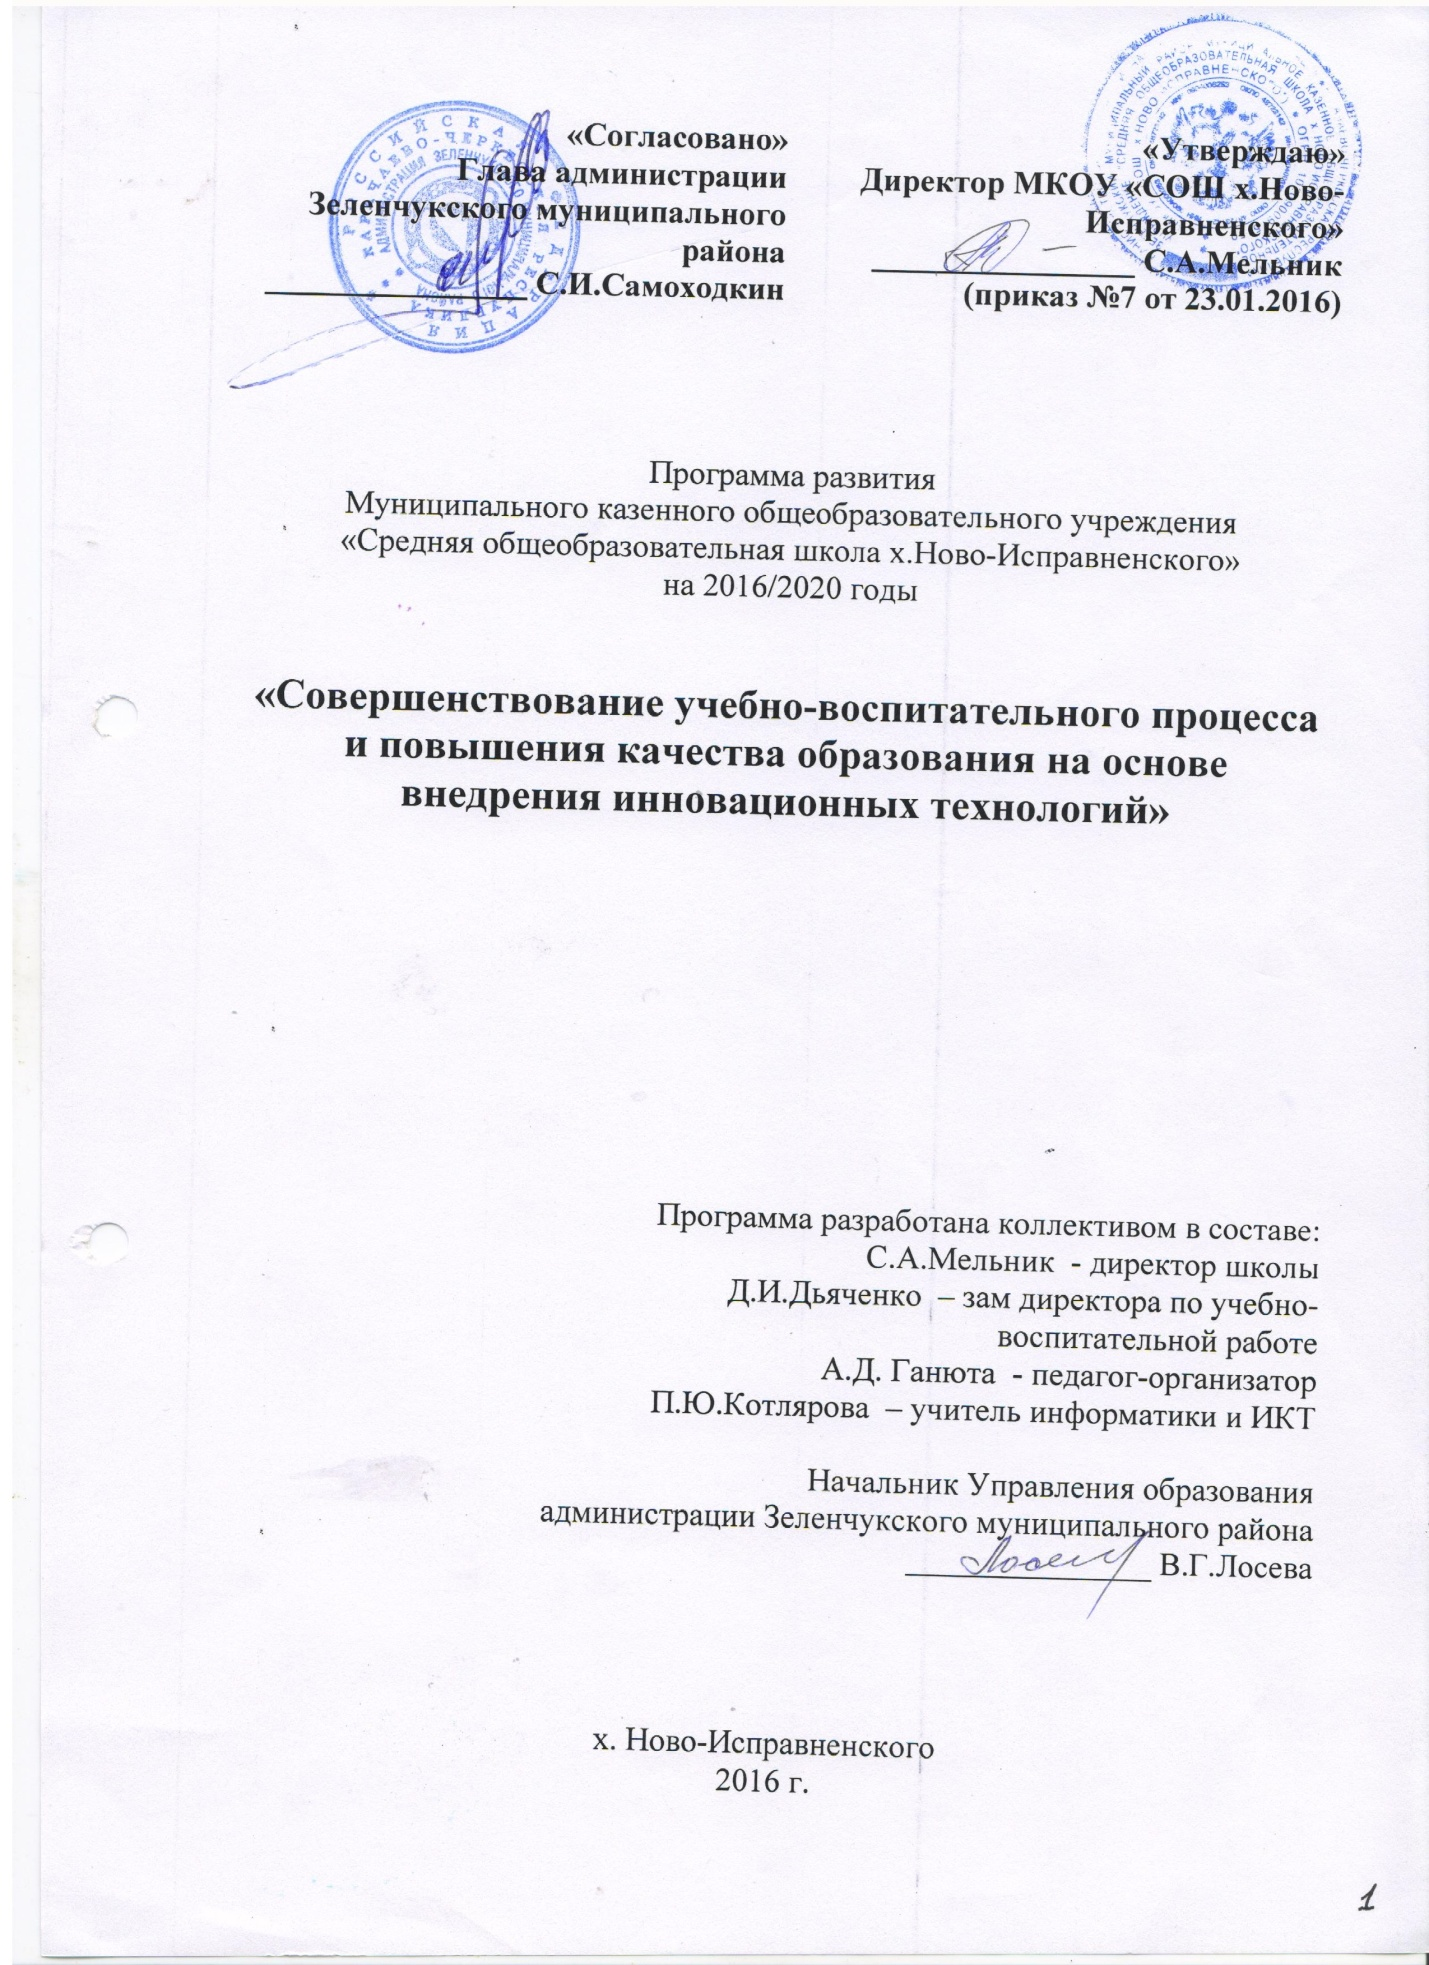 «Согласовано»
Глава администрации
Зеленчукского муниципального
района
С.И.Самоходкин
«Утверждаю»
Директор МКОУ «СОШ х.Ново-
Исправненского»
С.А.Мельник
(приказ №7 от 23.01.2016)
Программа развития
Муниципального казенного общеобразовательного учреждения
«Средняя общеобразовательная школа х.Ново-Исправненского»
на 2016/2020 годы
«Совершенствование учебно-воспитательного процесса
и повышения качества образования на основе
внедрения инновационных технологий»
Программа разработана коллективом в составе:
С.А.Мельник - директор школы
Д.И.Дьяченко – зам директора по учебно-
воспитательной работе
А.Д. Ганюта - педагог-организатор
П.Ю.Котлярова – учитель информатики и ИКТ
Начальник Управления образования
администрации Зеленчукского муниципального района
В.Г.Лосева
х. Ново-Исправненского
2016 г.
1